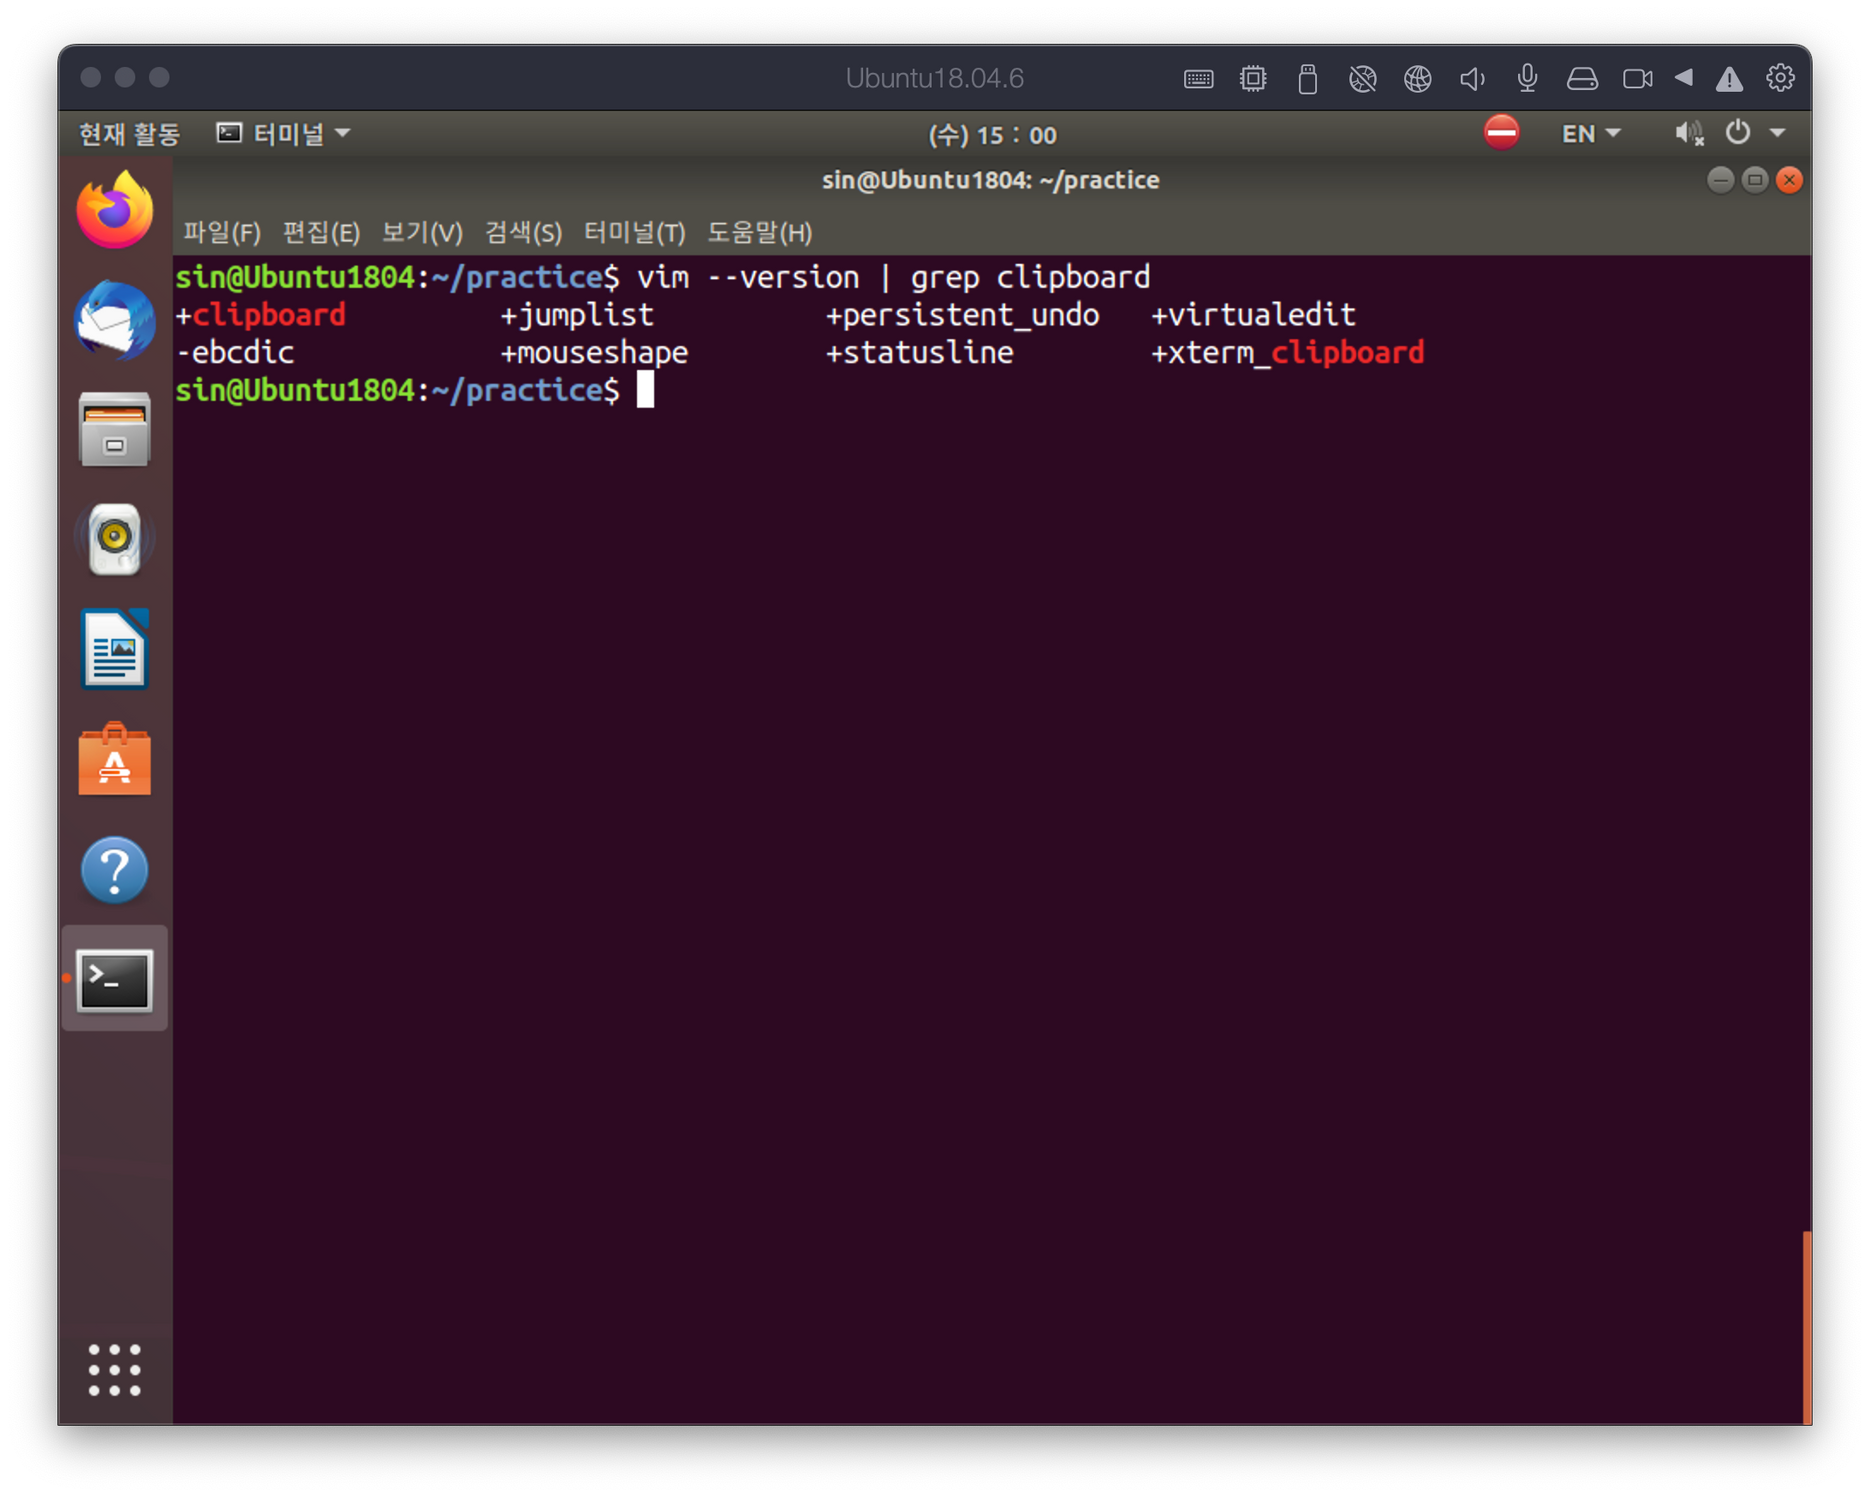 Ubuntu18.04.6
현재 활동 터미널 (수) 15 : 00 EN
sin@Ubuntu1804: ~/practice
파일(F) 편집(E) 보기(V) 검색(S) 터미널(T) 도움말(H)
sin@Ubuntu1804:~/practice$ vim --version | grep clipboard
+clipboard +jumplist +persistent_undo +virtualedit
-ebcdic +mouseshape +statusline +xterm_clipboard
sin@Ubuntu1804:~/practice$